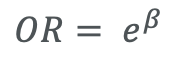 OR = e^β